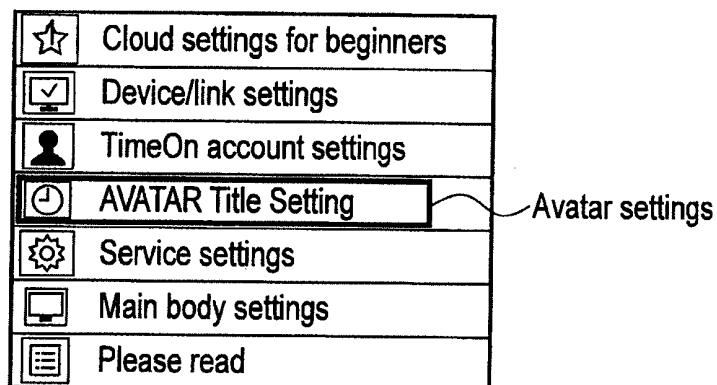 Cloud settings for beginners
Device/link settings
TimeOn account settings
AVATAR Title Setting
Avatar settings
Service settings
Main body settings
Please read